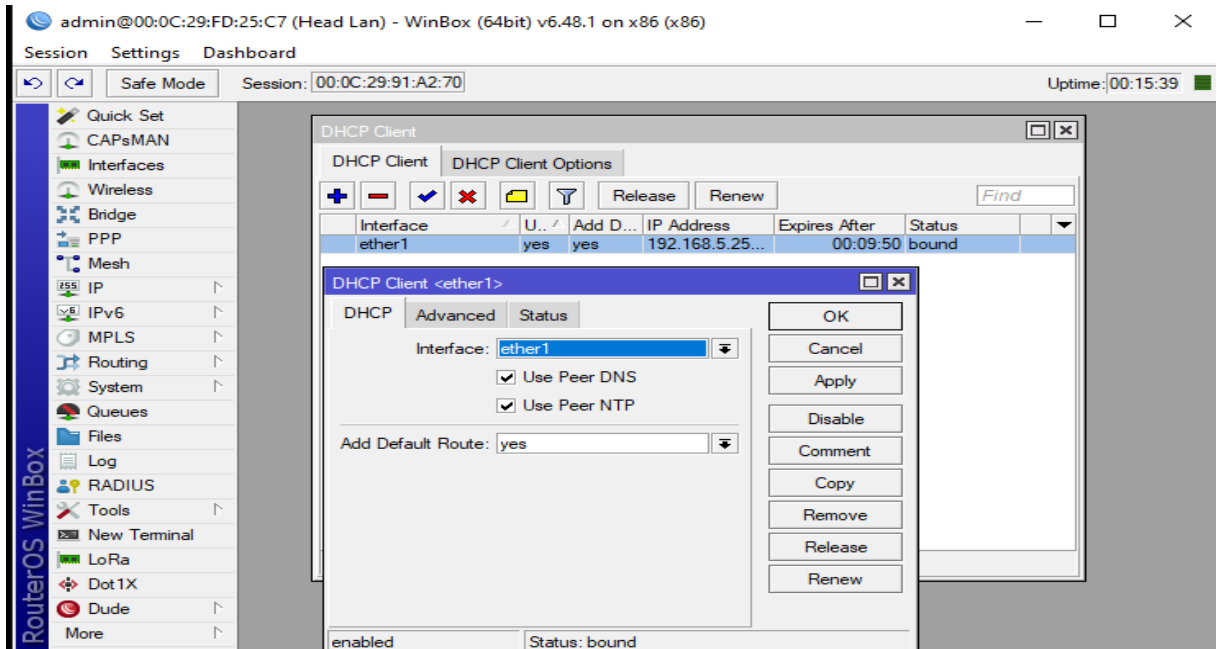 admin@00:0C:29:FD:25:C7 (Head Lan) - WinBox (64bit) v6.48.1 on x86 (x86)
Session Settings Dashboard
Safe Mode Session: 00:0C:29:91:A2:70 Uptime: 00:15:39
RouterOS WinBox
Quick Set
CAPsMAN
Interfaces
Wireless
Bridge
PPP
Mesh
IP
IPv6
MPLS
Routing
System
Queues
Files
Log
RADIUS
Tools
New Terminal
LoRa
Dot1X
Dude
More
DHCP Client
DHCP Client DHCP Client Options
Release Renew Find
Interface U.. Add D... IP Address Expires After Status
ether1 yes yes 192.168.5.25... 00:09:50 bound
DHCP Client <ether1>
DHCP Advanced Status
Interface: ether1
Use Peer DNS
Use Peer NTP
Add Default Route: yes
OK
Cancel
Apply
Disable
Comment
Copy
Remove
Release
Renew
enabled Status: bound